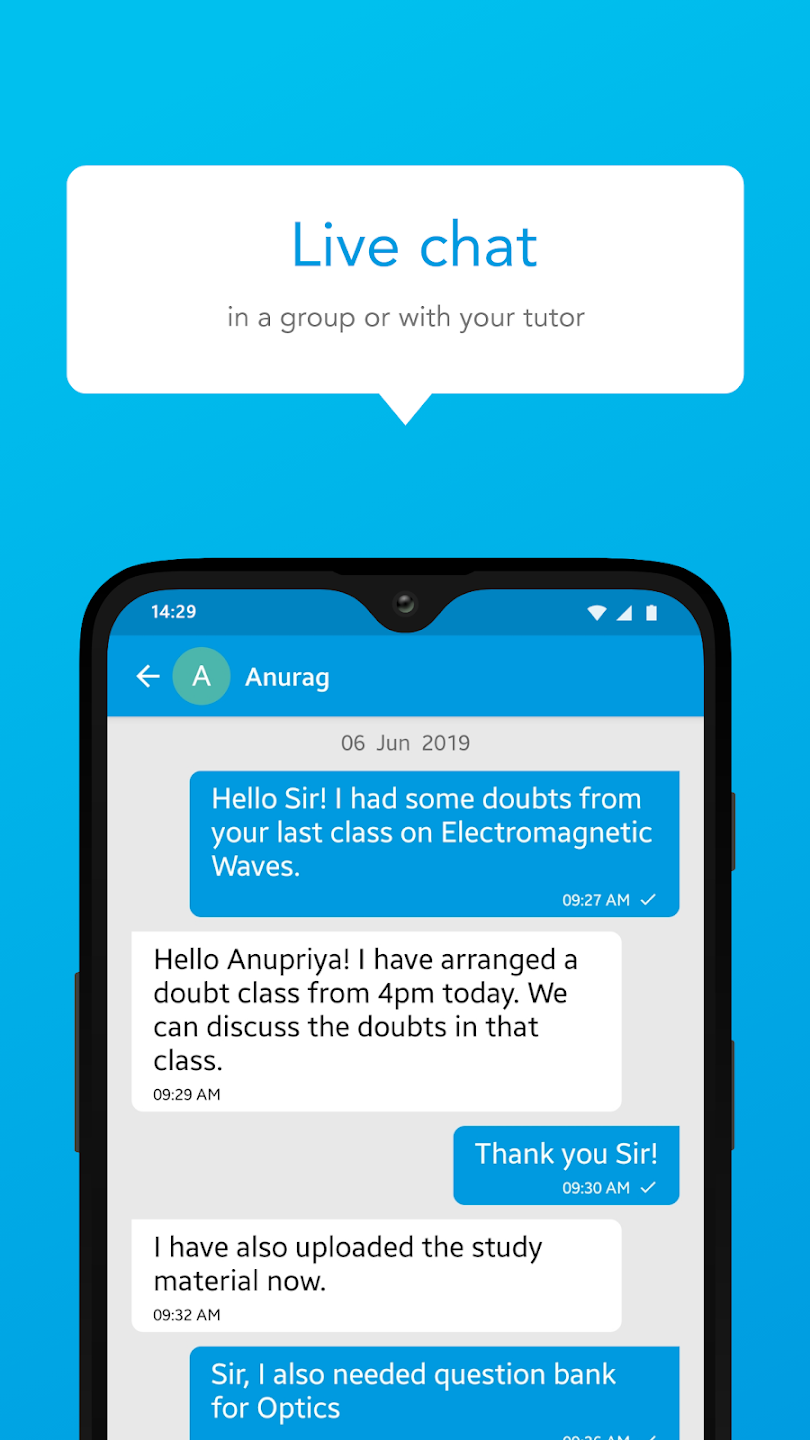 Live chat
in a group or with your tutor
14:29
A
Anurag
06 Jun 2019
Hello Sir! I had some doubts from
your last class on Electromagnetic
Waves.
09:27 AM
Hello Anupriya! I have arranged a
doubt class from 4pm today. We
can discuss the doubts in that
class.
09:29 AM
Thank you Sir!
09:30 AM
I have also uploaded the study
material now.
09:32 AM
Sir, I also needed question bank
for Optics